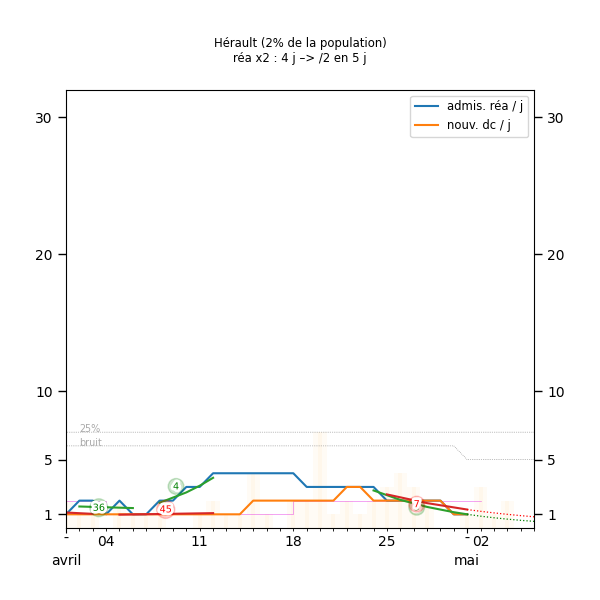 Hérault (2% de la population)
réa x2 : 4 j –> /2 en 5 j
admis. réa / j
nouv. dc / j
30 30
20 20
10 10
25%
bruit
5 5
4
36
45
7
1 1
04 11 18 25 02
avril mai